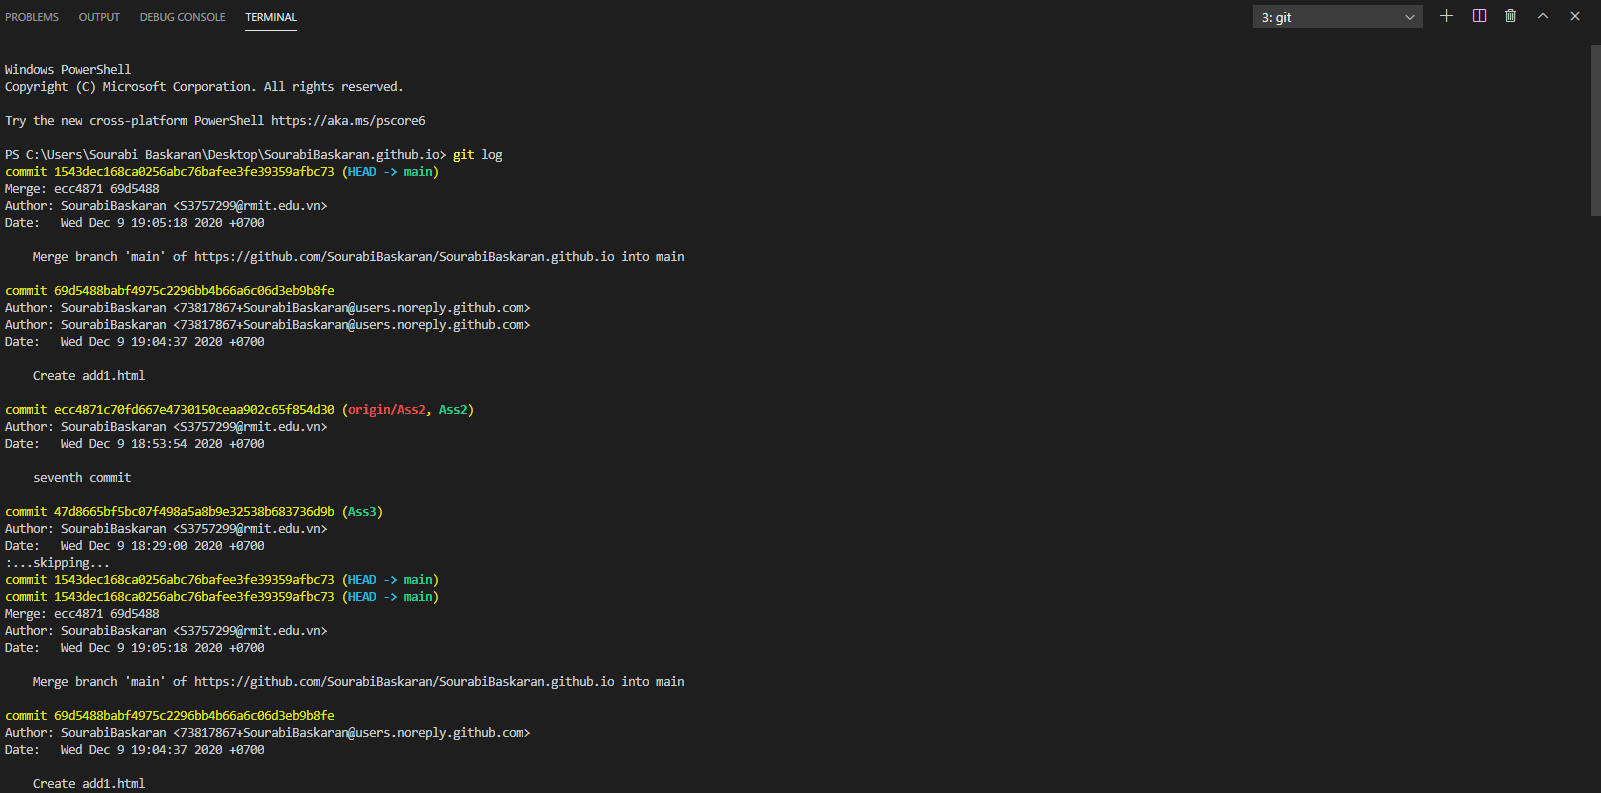 PROBLEMS OUTPUT DEBUG CONSOLE TERMINAL 3: git
Windows PowerShell
Copyright (C) Microsoft Corporation. All rights reserved.
Try the new cross-platform PowerShell https://aka.ms/pscore6
PS C:\Users\Sourabi Baskaran\Desktop\SourabiBaskaran.github.io> git log
commit 1543dec168ca0256abc76bafee3fe39359afbc73 (HEAD -> main)
Merge: ecc4871 69d5488
Author: SourabiBaskaran <S3757299@rmit.edu.vn>
Date:   Wed Dec 9 19:05:18 2020 +0700
    Merge branch 'main' of https://github.com/SourabiBaskaran/SourabiBaskaran.github.io into main
commit 69d5488babf4975c2296bb4b66a6c06d3eb9b8fe
Author: SourabiBaskaran <73817867+SourabiBaskaran@users.noreply.github.com>
Author: SourabiBaskaran <73817867+SourabiBaskaran@users.noreply.github.com>
Date:   Wed Dec 9 19:04:37 2020 +0700
    Create add1.html
commit ecc4871c70fd667e4730150ceaa902c65f854d30 (origin/Ass2, Ass2)
Author: SourabiBaskaran <S3757299@rmit.edu.vn>
Date:   Wed Dec 9 18:53:54 2020 +0700
    seventh commit
commit 47d8665bf5bc07f498a5a8b9e32538b683736d9b (Ass3)
Author: SourabiBaskaran <S3757299@rmit.edu.vn>
Date:   Wed Dec 9 18:29:00 2020 +0700
:...skipping...
commit 1543dec168ca0256abc76bafee3fe39359afbc73 (HEAD -> main)
commit 1543dec168ca0256abc76bafee3fe39359afbc73 (HEAD -> main)
Merge: ecc4871 69d5488
Author: SourabiBaskaran <S3757299@rmit.edu.vn>
Date:   Wed Dec 9 19:05:18 2020 +0700
    Merge branch 'main' of https://github.com/SourabiBaskaran/SourabiBaskaran.github.io into main
commit 69d5488babf4975c2296bb4b66a6c06d3eb9b8fe
Author: SourabiBaskaran <73817867+SourabiBaskaran@users.noreply.github.com>
Date:   Wed Dec 9 19:04:37 2020 +0700
    Create add1.html